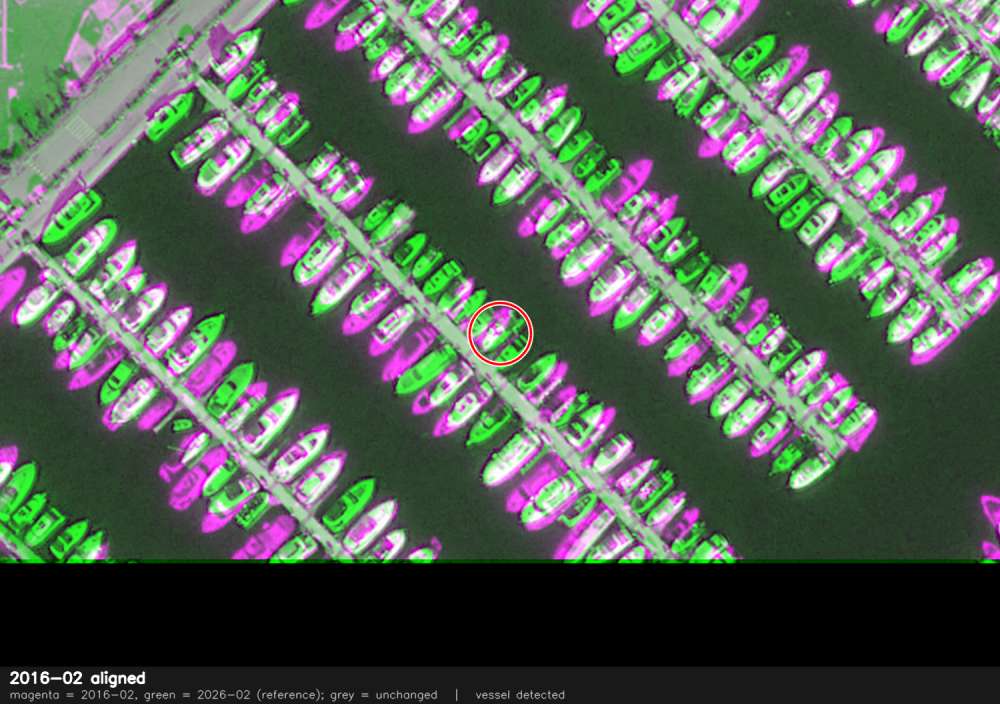 2016-02 aligned
magenta = 2016-02, green = 2026-02 (reference); grey = unchanged | vessel detected